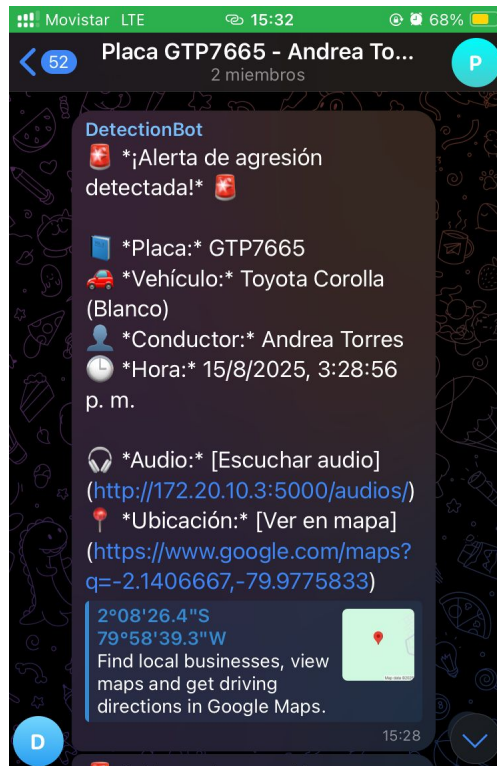 Movistar LTE 15:32 68%
52
Placa GTP7665 - Andrea To...
2 miembros
P
DetectionBot
🚨 *¡Alerta de agresión
detectada!* 🚨
📘 *Placa:* GTP7665
🚗 *Vehículo:* Toyota Corolla
(Blanco)
👤 *Conductor:* Andrea Torres
🕒 *Hora:* 15/8/2025, 3:28:56
p. m.
🎧 *Audio:* [Escuchar audio]
(http://172.20.10.3:5000/audios/)
📍 *Ubicación:* [Ver en mapa]
(https://www.google.com/maps?
q=-2.1406667,-79.9775833)
2°08'26.4"S
79°58'39.3"W
Find local businesses, view
maps and get driving
directions in Google Maps.
15:28
D